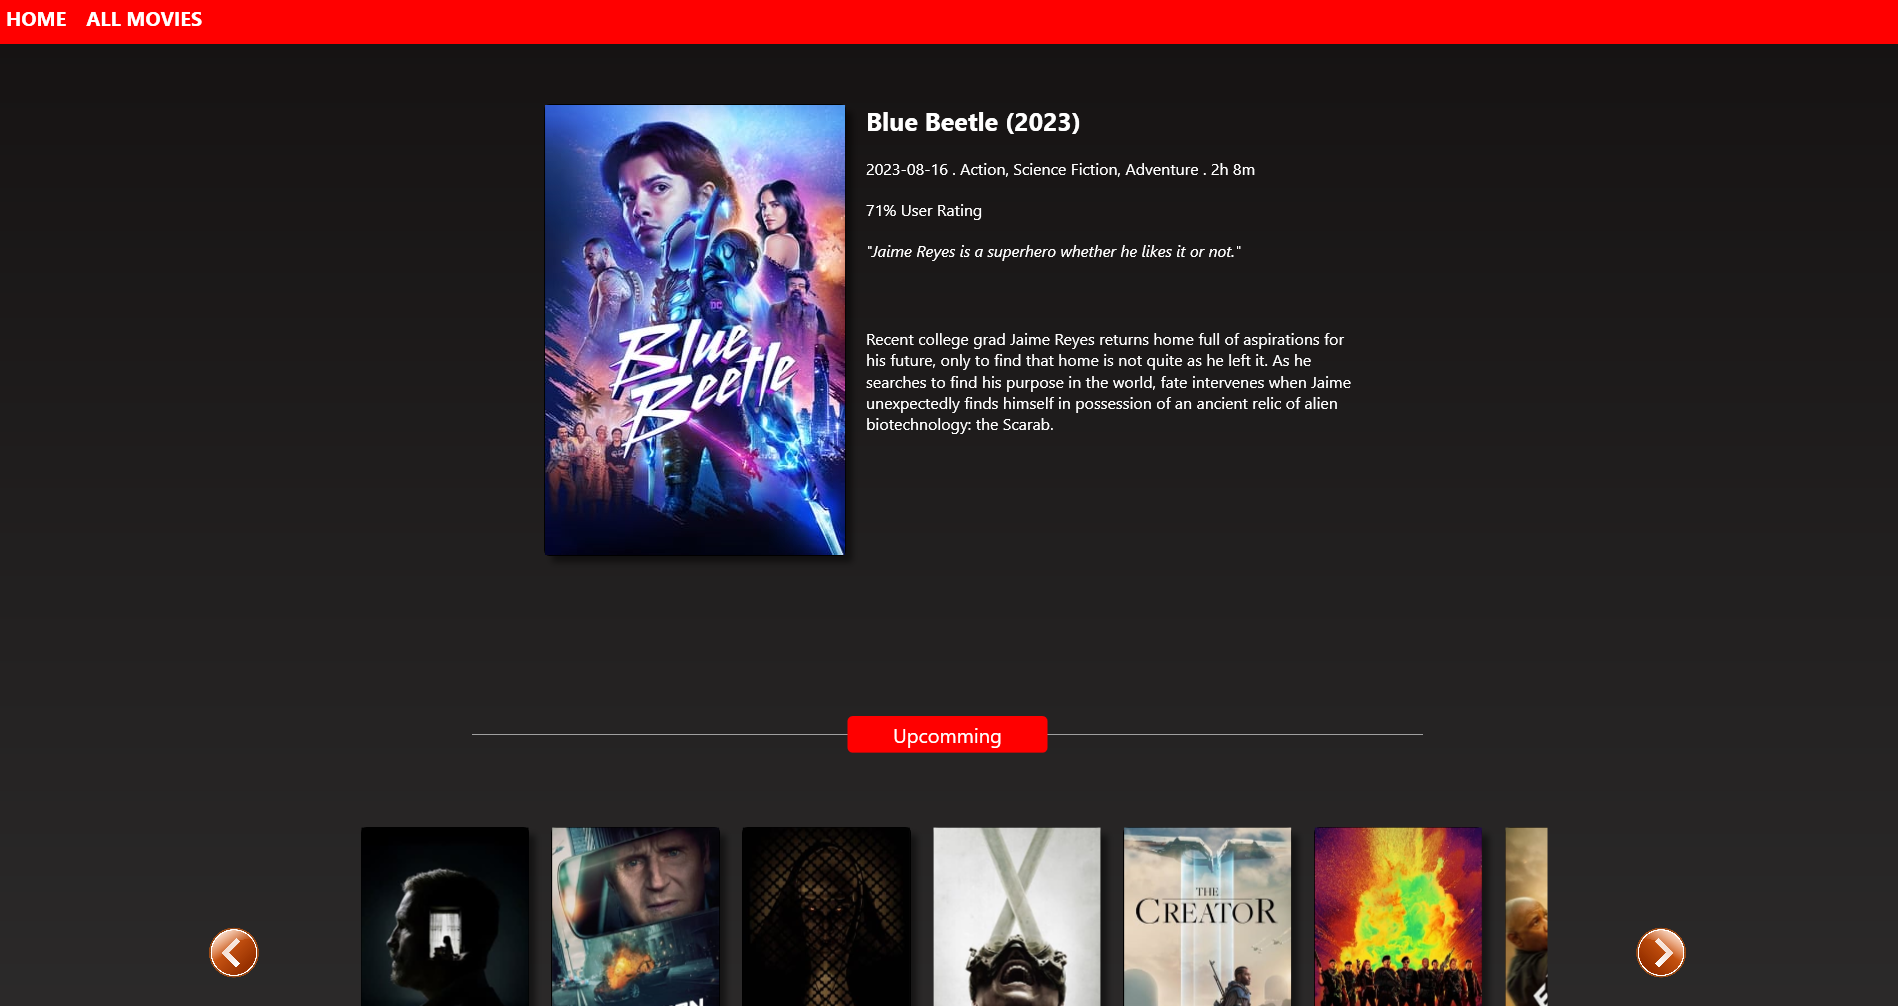 HOME ALL MOVIES
Blue Beetle (2023)
2023-08-16 . Action, Science Fiction, Adventure . 2h 8m
71% User Rating
"Jaime Reyes is a superhero whether he likes it or not."
DC
Blue
Beetle
Recent college grad Jaime Reyes returns home full of aspirations for
his future, only to find that home is not quite as he left it. As he
searches to find his purpose in the world, fate intervenes when Jaime
unexpectedly finds himself in possession of an ancient relic of alien
biotechnology: the Scarab.
Upcomming
THE
CREATOR